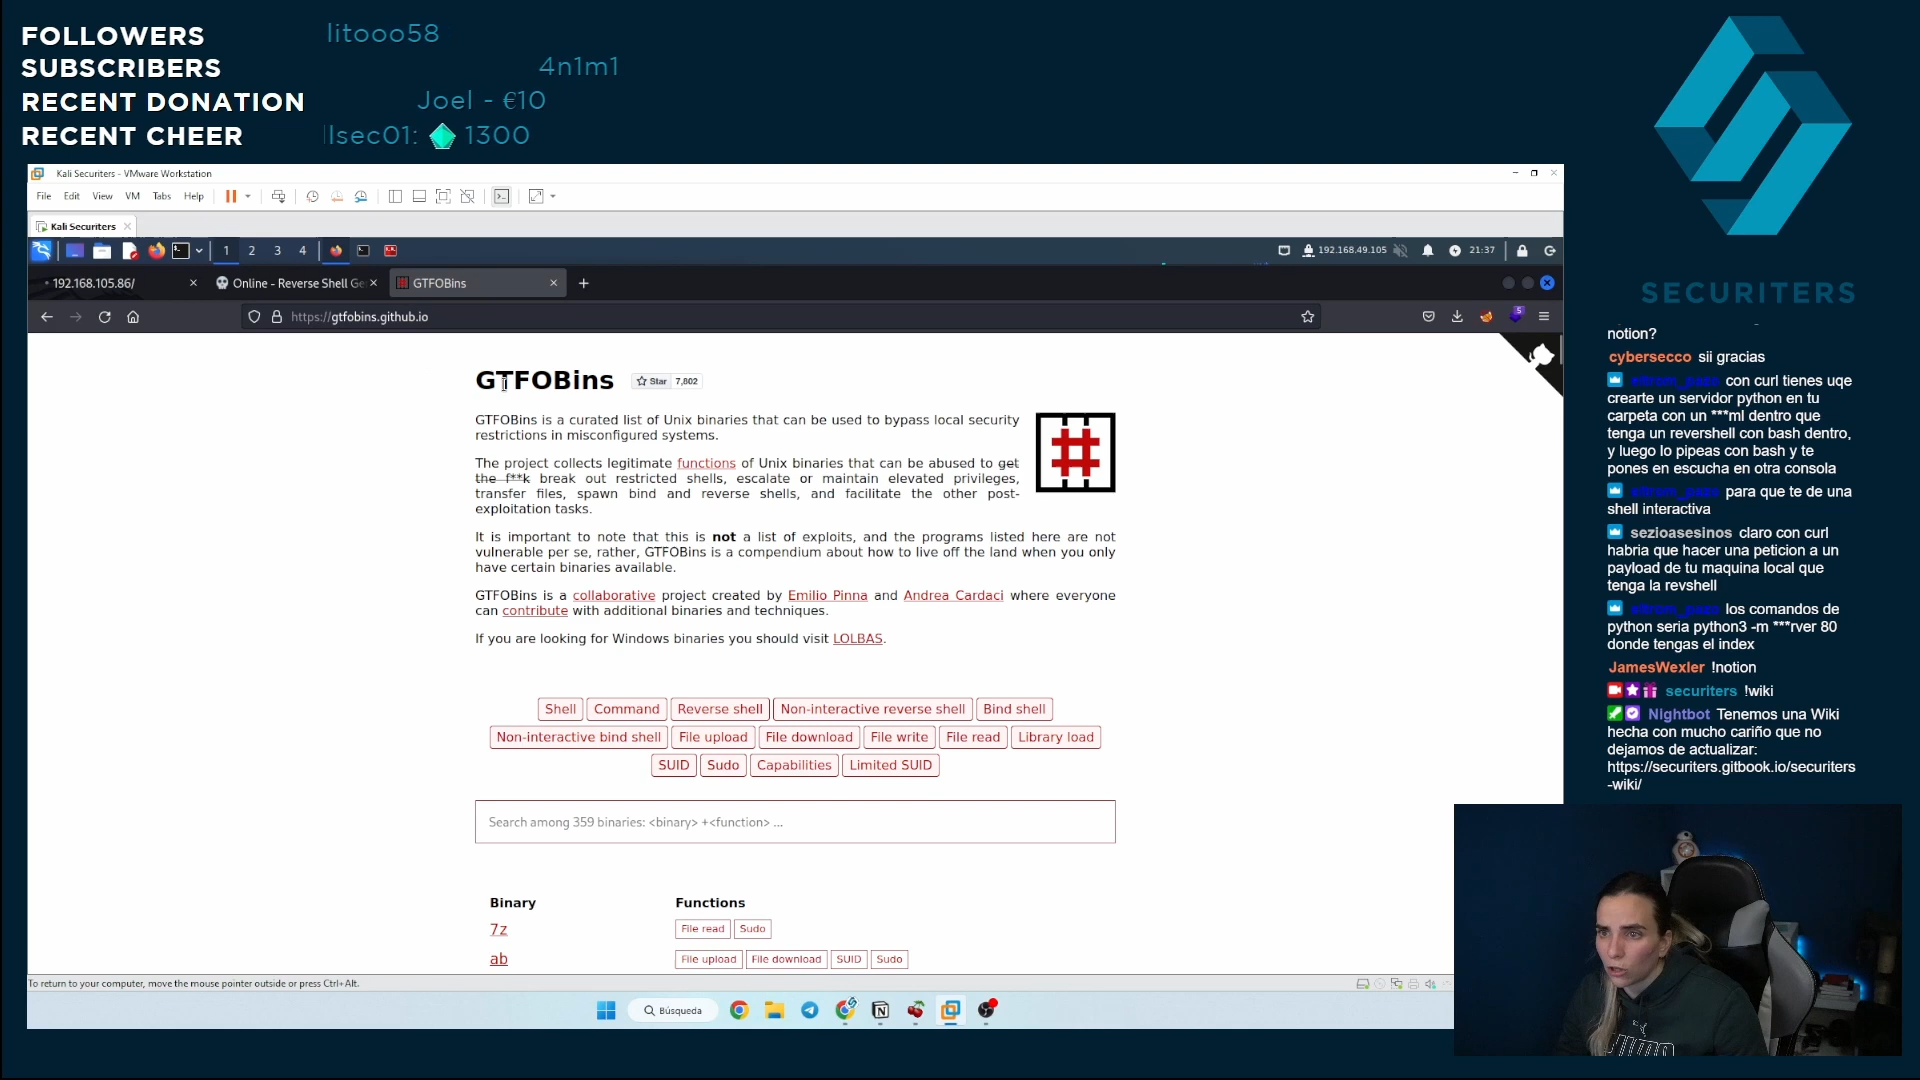 FOLLOWERS
litooo58
SUBSCRIBERS
4n1m1
RECENT DONATION
Joel - €10
RECENT CHEER
llsec01: 1300
Kali Securiters - VMware Workstation
File Edit View VM Tabs Help
Kali Securiters
1 2 3 4
192.168.49.105
21:37
192.168.105.86/
Online - Reverse Shell Ge
GTFOBins
https://gtfobins.github.io
5
GTFOBins
Star 7,802
GTFOBins is a curated list of Unix binaries that can be used to bypass local security
restrictions in misconfigured systems.
The project collects legitimate functions of Unix binaries that can be abused to get
the f**k break out restricted shells, escalate or maintain elevated privileges,
transfer files, spawn bind and reverse shells, and facilitate the other post-
exploitation tasks.
It is important to note that this is not a list of exploits, and the programs listed here are not
vulnerable per se, rather, GTFOBins is a compendium about how to live off the land when you only
have certain binaries available.
GTFOBins is a collaborative project created by Emilio Pinna and Andrea Cardaci where everyone
can contribute with additional binaries and techniques.
If you are looking for Windows binaries you should visit LOLBAS.
Shell Command Reverse shell Non-interactive reverse shell Bind shell
Non-interactive bind shell File upload File download File write File read Library load
SUID Sudo Capabilities Limited SUID
Search among 359 binaries: <binary> +<function> ...
Binary Functions
7z File read Sudo
ab File upload File download SUID Sudo
To return to your computer, move the mouse pointer outside or press Ctrl+Alt.
Búsqueda
SECURITERS
notion?
cybersecco sii gracias
con curl tienes uqe
crearte un servidor python en tu
carpeta con un ***ml dentro que
tenga un revershell con bash dentro,
y luego lo pipeas con bash y te
pones en escucha en otra consola
para que te de una
shell interactiva
sezioasesinos claro con curl
habria que hacer una peticion a un
payload de tu maquina local que
tenga la revshell
los comandos de
python seria python3 -m ***rver 80
donde tengas el index
JamesWexler !notion
securiters !wiki
Nightbot Tenemos una Wiki
hecha con mucho cariño que no
dejamos de actualizar:
https://securiters.gitbook.io/securiters
-wiki/